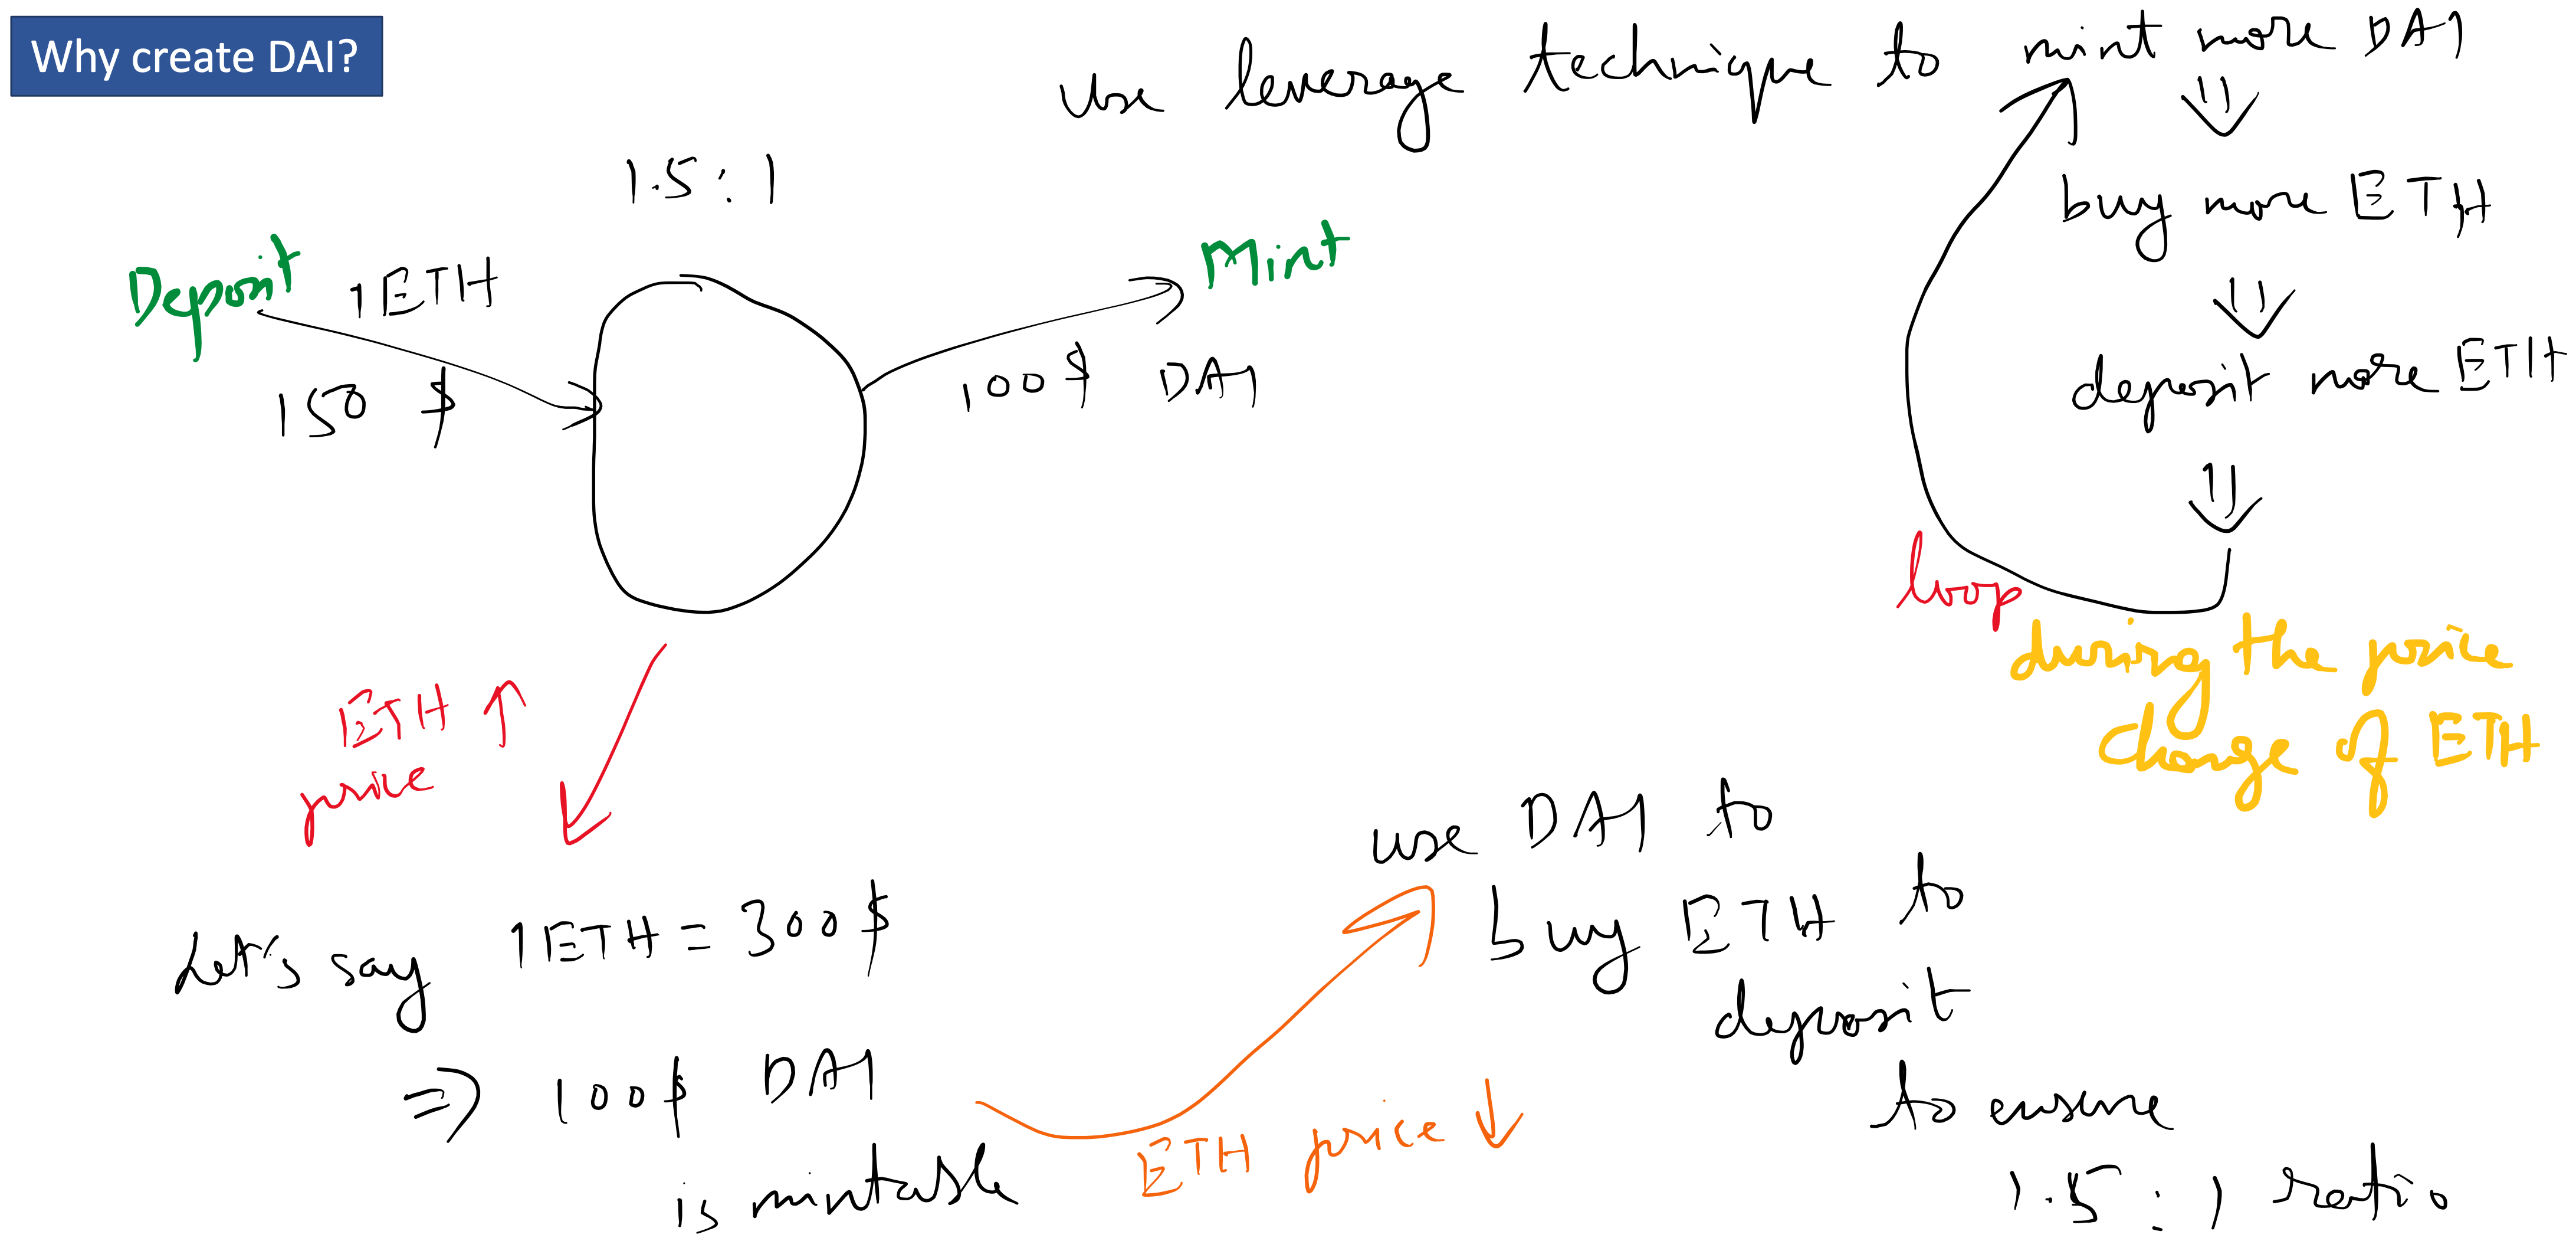 Why create DAI?
use leverage technique to mint more DAI
buy more ETH
deposit more ETH
loop
during the price
change of ETH
1.5 : 1
Deposit 1 ETH
150 $
Mint
100 $ DAI
ETH ↑
price
Let's say 1 ETH = 300 $
⇒ 100 $ DAI
is mintable
ETH price ↓
use DAI to
buy ETH to
deposit
to ensure
1.5 : 1 ratio